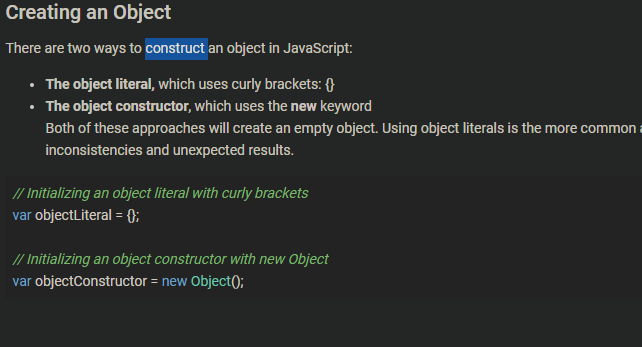 Creating an Object
There are two ways to construct an object in JavaScript:
• The object literal, which uses curly brackets: {}
• The object constructor, which uses the new keyword
Both of these approaches will create an empty object. Using object literals is the more common a
inconsistencies and unexpected results.
// Initializing an object literal with curly brackets
var objectLiteral = {};
// Initializing an object constructor with new Object
var objectConstructor = new Object();